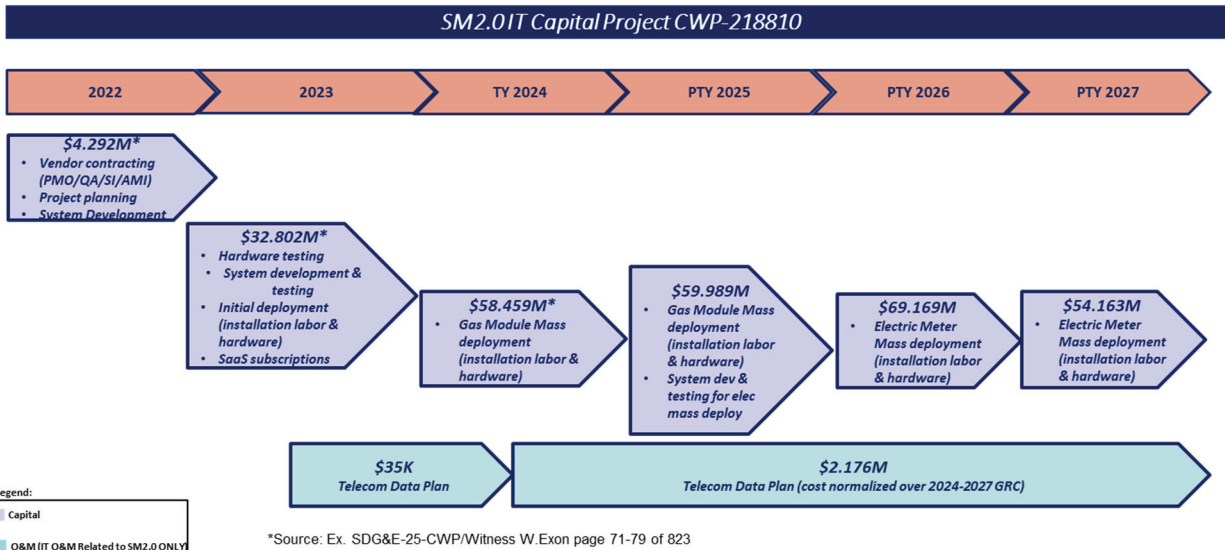 SM2.0 IT Capital Project CWP-218810
2022
2023
TY 2024
PTY 2025
PTY 2026
PTY 2027
$4.292M*
• Vendor contracting
(PMO/QA/SI/AMI)
• Project planning
• System Development
$32.802M*
• Hardware testing
• System development &
testing
• Initial deployment
(installation labor &
hardware)
• SaaS subscriptions
$58.459M*
• Gas Module Mass
deployment
(installation labor &
hardware)
$59.989M
• Gas Module Mass
deployment
(installation labor
& hardware)
• System dev &
testing for elec
mass deploy
$69.169M
• Electric Meter
Mass deployment
(installation labor
& hardware)
$54.163M
• Electric Meter
Mass deployment
(installation labor
& hardware)
$35K
Telecom Data Plan
$2.176M
Telecom Data Plan (cost normalized over 2024-2027 GRC)
egend:
Capital
O&M (IT O&M Related to SM2.0 ONLY)
*Source: Ex. SDG&E-25-CWP/Witness W.Exon page 71-79 of 823